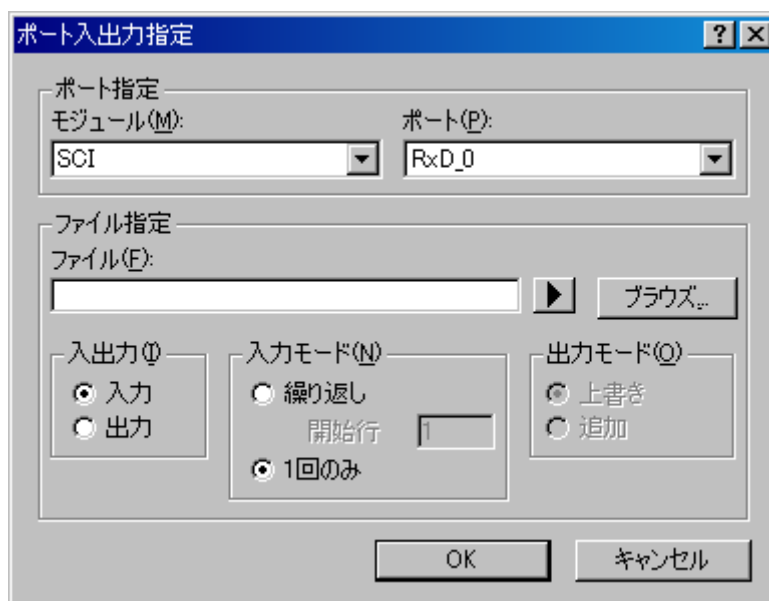 ポート入出力指定
ポート指定
モジュール(M):
ポート(P):
SCI
RxD_0
ファイル指定
ファイル(F):
ブラウズ...
入出力(I)
入力
出力
入力モード(N)
繰り返し
開始行 1
1回のみ
出力モード(O)
上書き
追加
OK
キャンセル